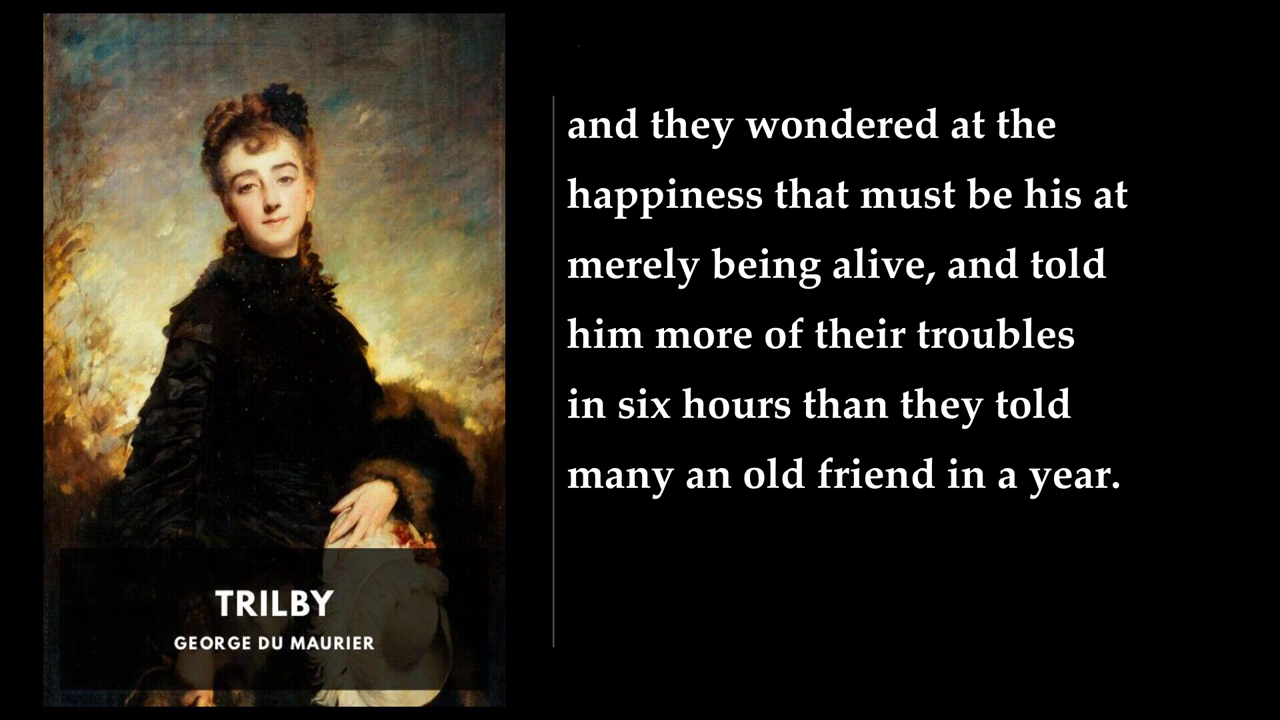 and they wondered at the
happiness that must be his at
merely being alive, and told
him more of their troubles
in six hours than they told
many an old friend in a year.
TRILBY
GEORGE DU MAURIER